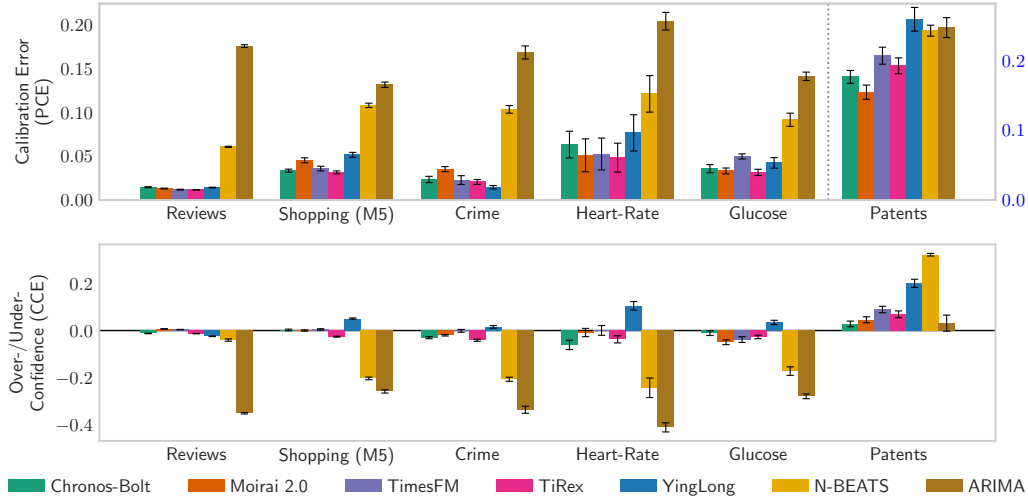 Calibration Error
(PCE)
0.20
0.15
0.10
0.05
0.00
0.2
0.1
0.0
Reviews Shopping (M5) Crime Heart-Rate Glucose Patents
Over-/Under-
Confidence (CCE)
0.2
0.0
−0.2
−0.4
Reviews Shopping (M5) Crime Heart-Rate Glucose Patents
Chronos-Bolt Moirai 2.0 TimesFM TiRex YingLong N-BEATS ARIMA